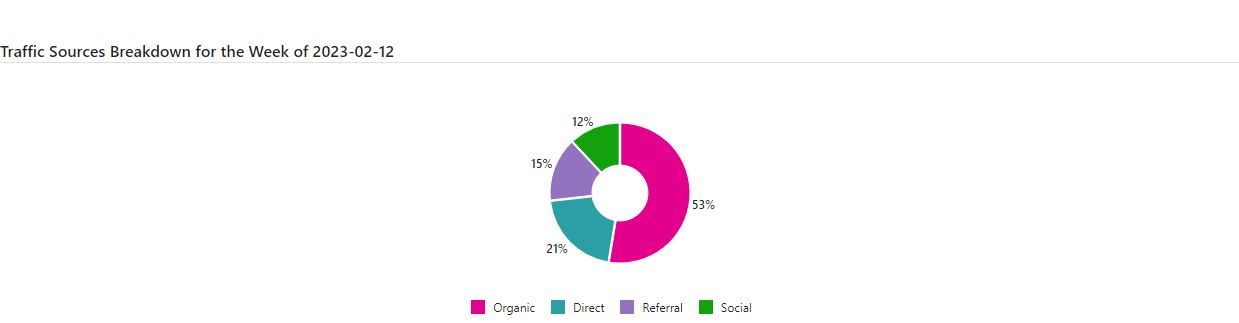 Traffic Sources Breakdown for the Week of 2023-02-12
12%
15%
53%
21%
Organic Direct Referral Social